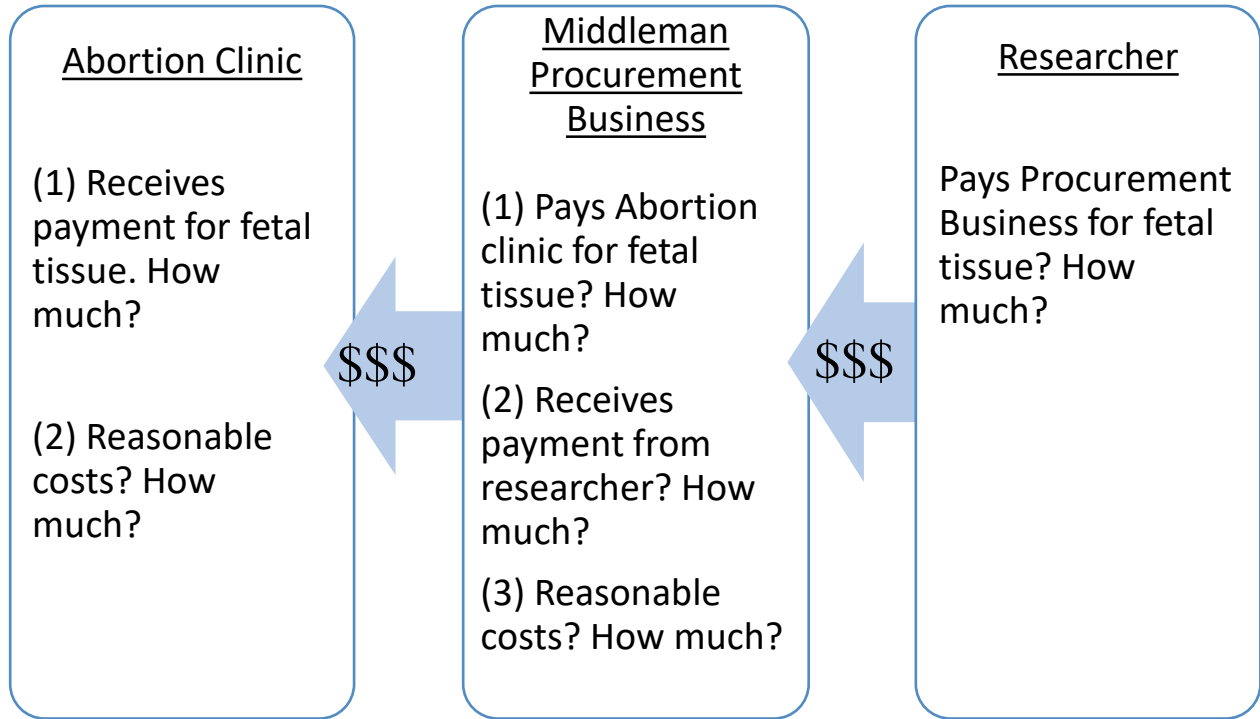 Abortion Clinic
(1) Receives
payment for fetal
tissue. How
much?
(2) Reasonable
costs? How
much?
$$$
Middleman
Procurement
Business
(1) Pays Abortion
clinic for fetal
tissue? How
much?
(2) Receives
payment from
researcher? How
much?
(3) Reasonable
costs? How much?
$$$
Researcher
Pays Procurement
Business for fetal
tissue? How
much?